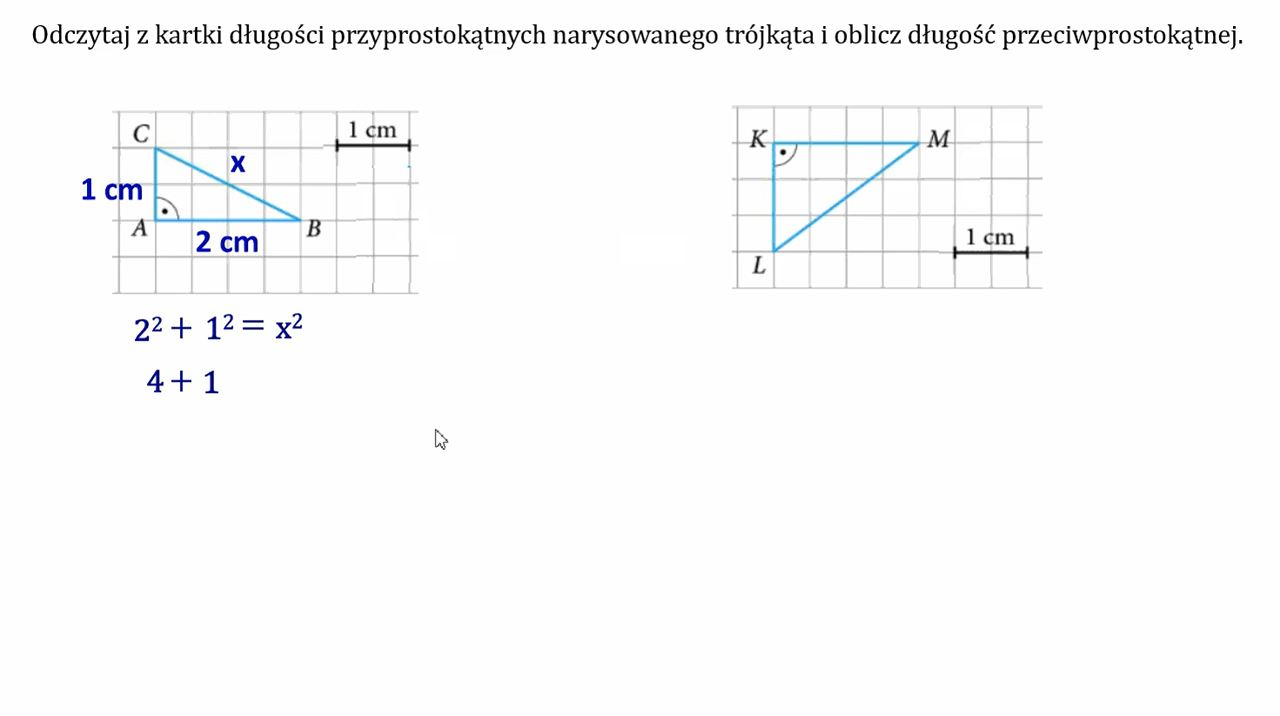 Odczytaj z kartki długości przyprostokątnych narysowanego trójkąta i oblicz długość przeciwprostokątnej.
C
1 cm
x
1 cm
A
2 cm
B
K
M
1 cm
L
2² + 1² = x²
4 + 1